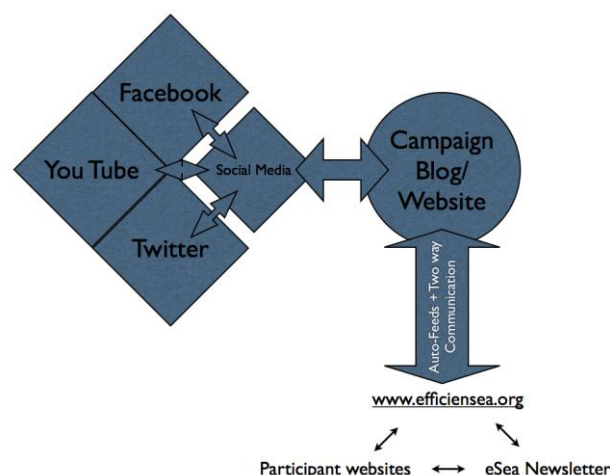 Facebook
You Tube
Social Media
Twitter
Campaign
Blog/
Website
Auto-Feeds + Two way
Communication
www.efficiensea.org
Participant websites
eSea Newsletter